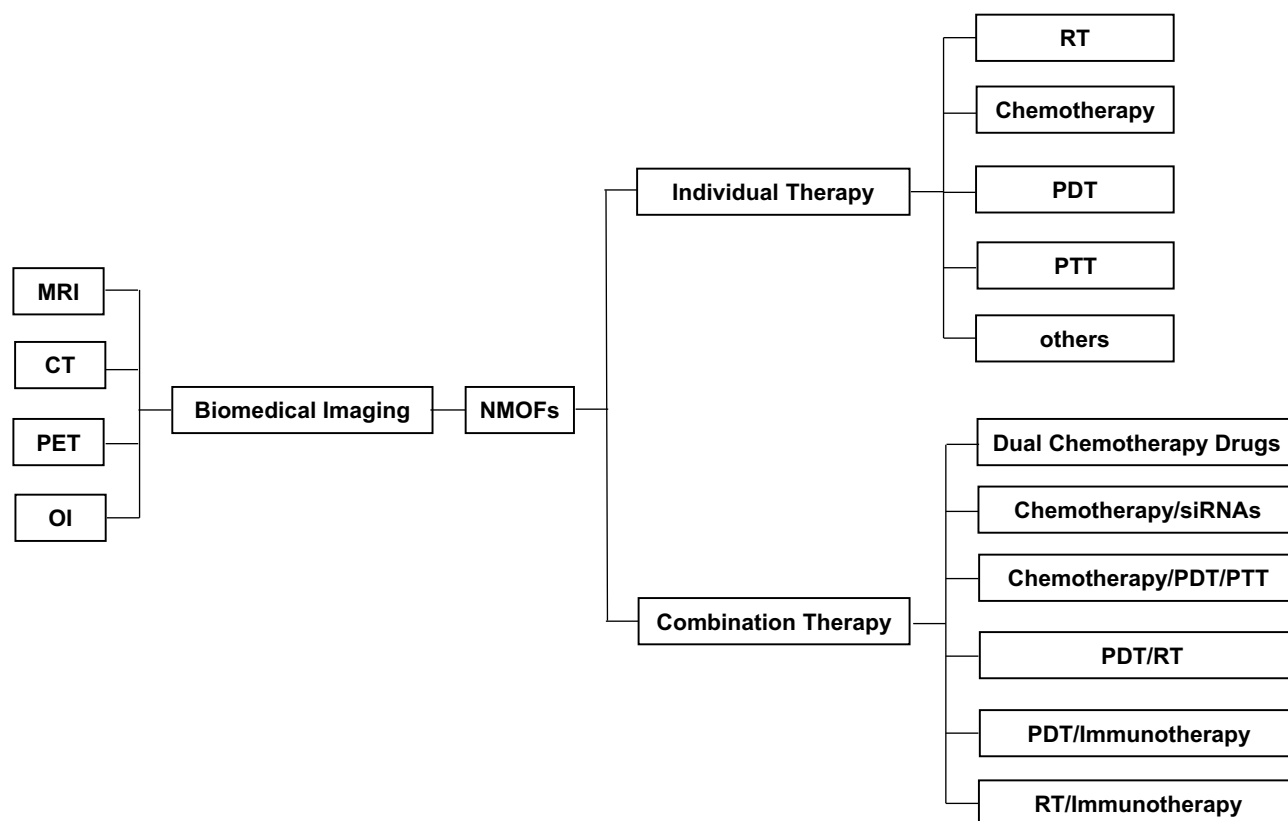 MRI
CT
PET
OI
Biomedical Imaging
NMOFs
Individual Therapy
RT
Chemotherapy
PDT
PTT
others
Combination Therapy
Dual Chemotherapy Drugs
Chemotherapy/siRNAs
Chemotherapy/PDT/PTT
PDT/RT
PDT/Immunotherapy
RT/Immunotherapy